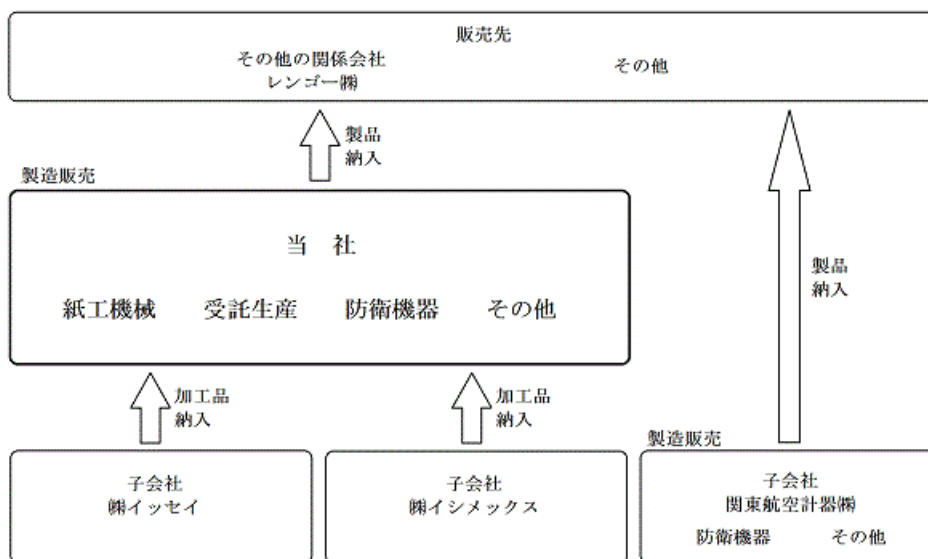 販売先
その他の関係会社
レンゴー㈱
その他
製品
納入
製造販売
当 社
紙工機械 受託生産 防衛機器 その他
製品
納入
加工品
納入
加工品
納入
製造販売
子会社
㈱イッセイ
子会社
㈱イシメックス
子会社
関東航空計器㈱
防衛機器 その他